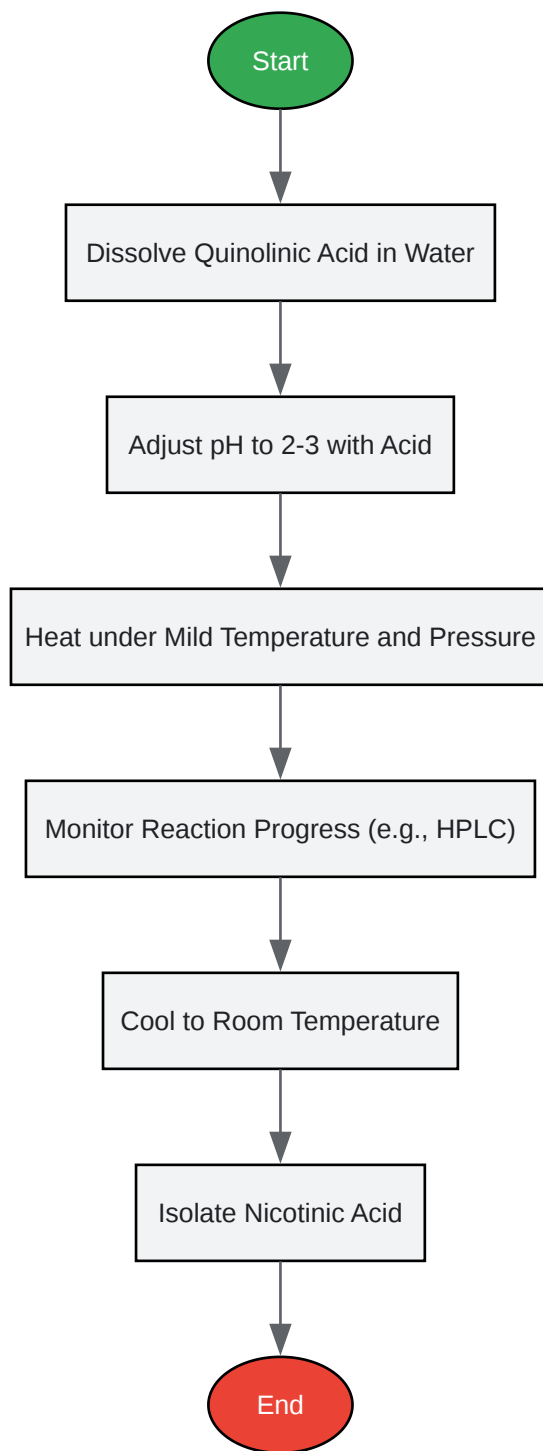 Start
Dissolve Quinolinic Acid in Water
Adjust pH to 2-3 with Acid
Heat under Mild Temperature and Pressure
Monitor Reaction Progress (e.g., HPLC)
Cool to Room Temperature
Isolate Nicotinic Acid
End